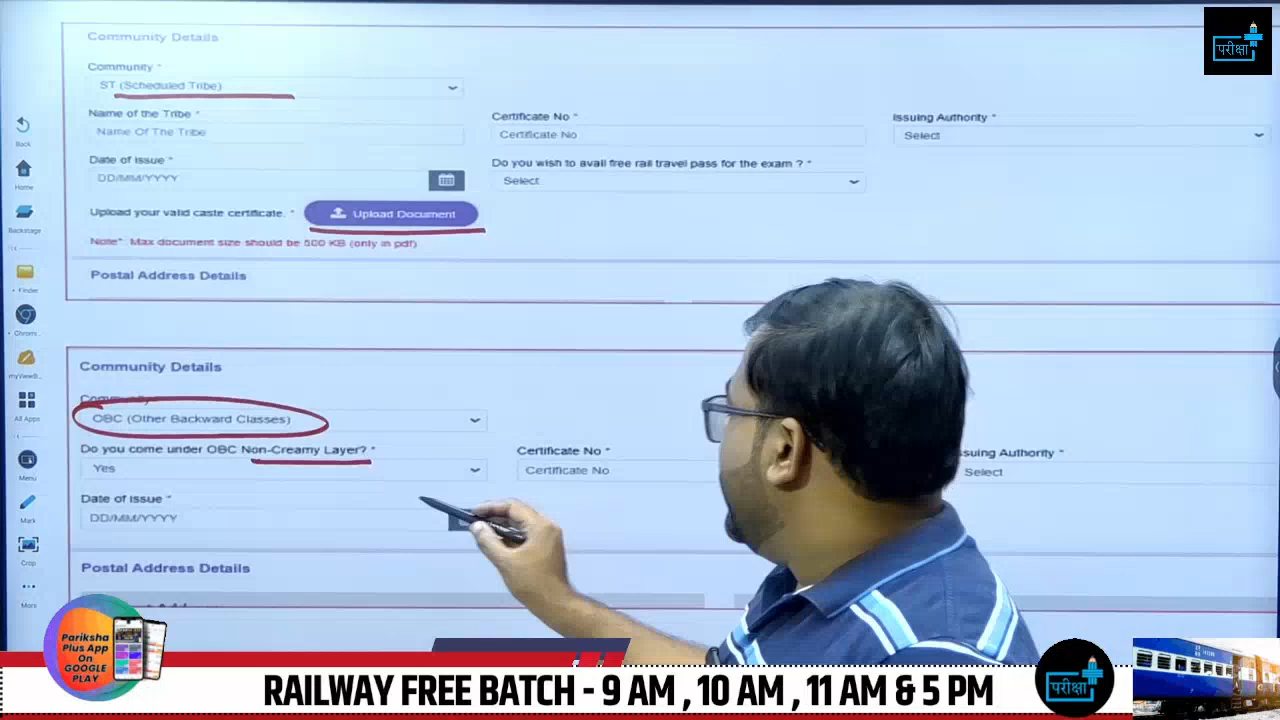 परीक्षा
Community Details
Community *
ST (Scheduled Tribe)
Name of the Tribe *
Certificate No *
Issuing Authority *
Name Of The Tribe
Certificate No
Select
Date of issue *
Do you wish to avail free rail travel pass for the exam ? *
DD/MM/YYYY
Select
Upload your valid caste certificate. *
Upload Document
Note*: Max document size should be 500 KB (only in pdf)
Postal Address Details
Back
Home
Backstage
Kinder
Chromi..
myViewB..
All Apps
Menu
Mark
Crop
More
Community Details
Community
OBC (Other Backward Classes)
Do you come under OBC Non-Creamy Layer? *
Certificate No *
suing Authority *
Yes
Certificate No
Select
Date of issue *
DD/MM/YYYY
Postal Address Details
Pariksha
Plus App
On
GOOGLE
PLAY
RAILWAY FREE BATCH - 9 AM , 10 AM , 11 AM & 5 PM
परीक्षा